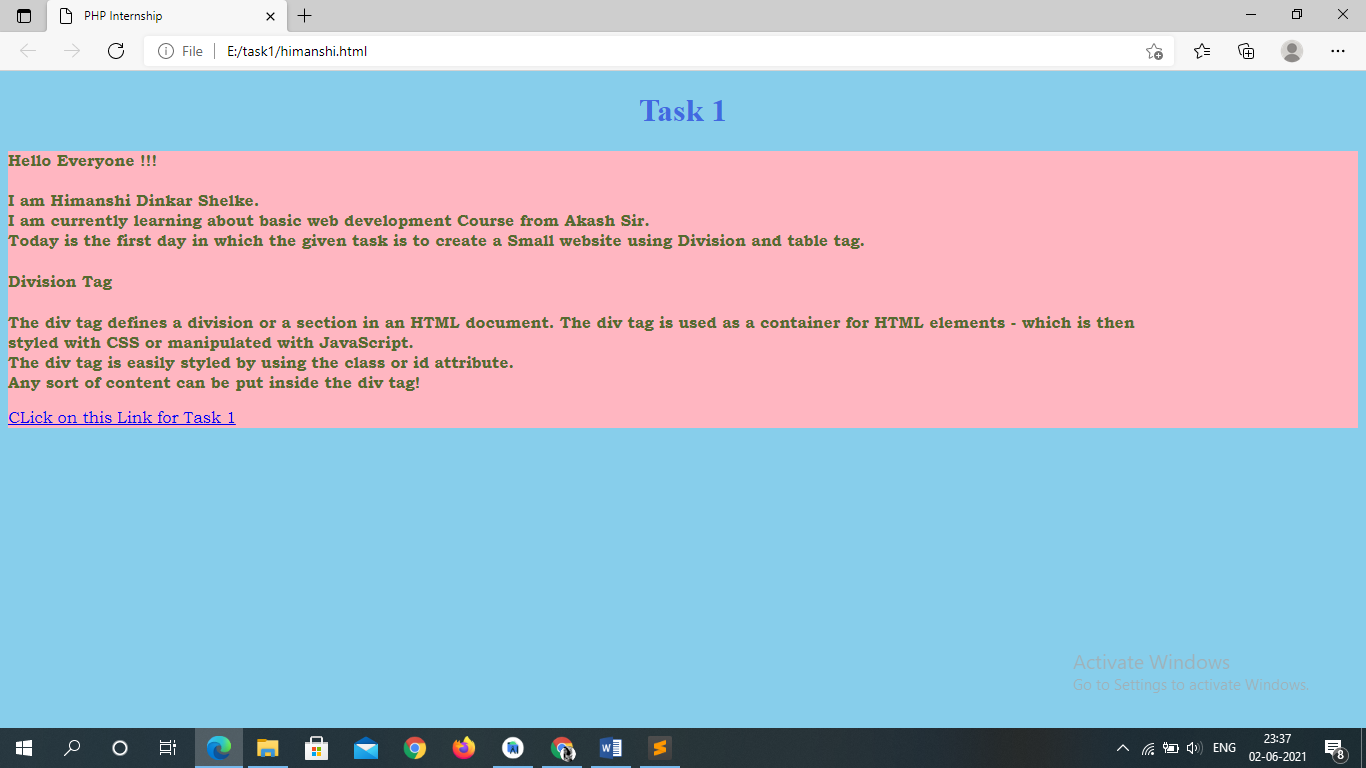 PHP Internship
File
E:/task1/himanshi.html
Task 1
Hello Everyone !!!
I am Himanshi Dinkar Shelke.
I am currently learning about basic web development Course from Akash Sir.
Today is the first day in which the given task is to create a Small website using Division and table tag.
Division Tag
The div tag defines a division or a section in an HTML document. The div tag is used as a container for HTML elements - which is then
styled with CSS or manipulated with JavaScript.
The div tag is easily styled by using the class or id attribute.
Any sort of content can be put inside the div tag!
CLick on this Link for Task 1
Activate Windows
Go to Settings to activate Windows.
ENG
23:37
02-06-2021
8